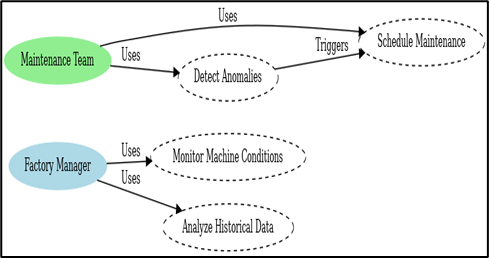 Uses
Maintenance Team
Uses
Triggers
Schedule Maintenance
Detect Anomalies
Factory Manager
Uses
Monitor Machine Conditions
Uses
Analyze Historical Data